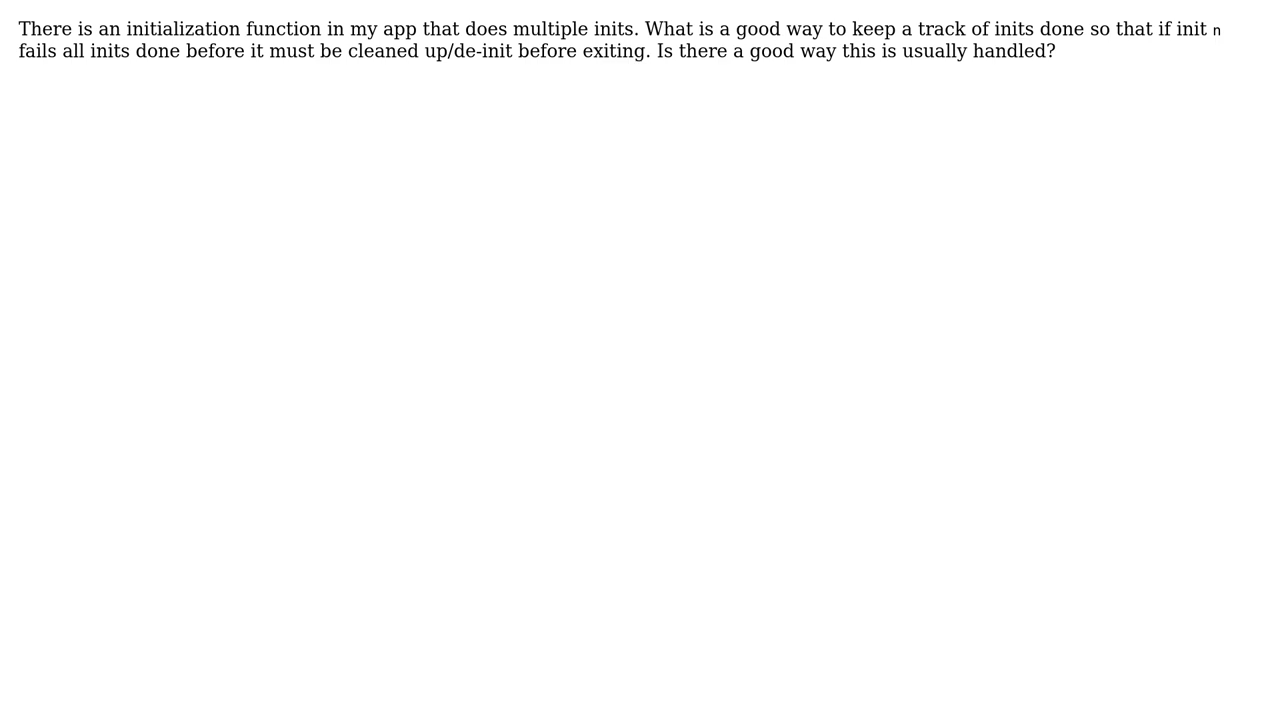 There is an initialization function in my app that does multiple inits. What is a good way to keep a track of inits done so that if init n
fails all inits done before it must be cleaned up/de-init before exiting. Is there a good way this is usually handled?